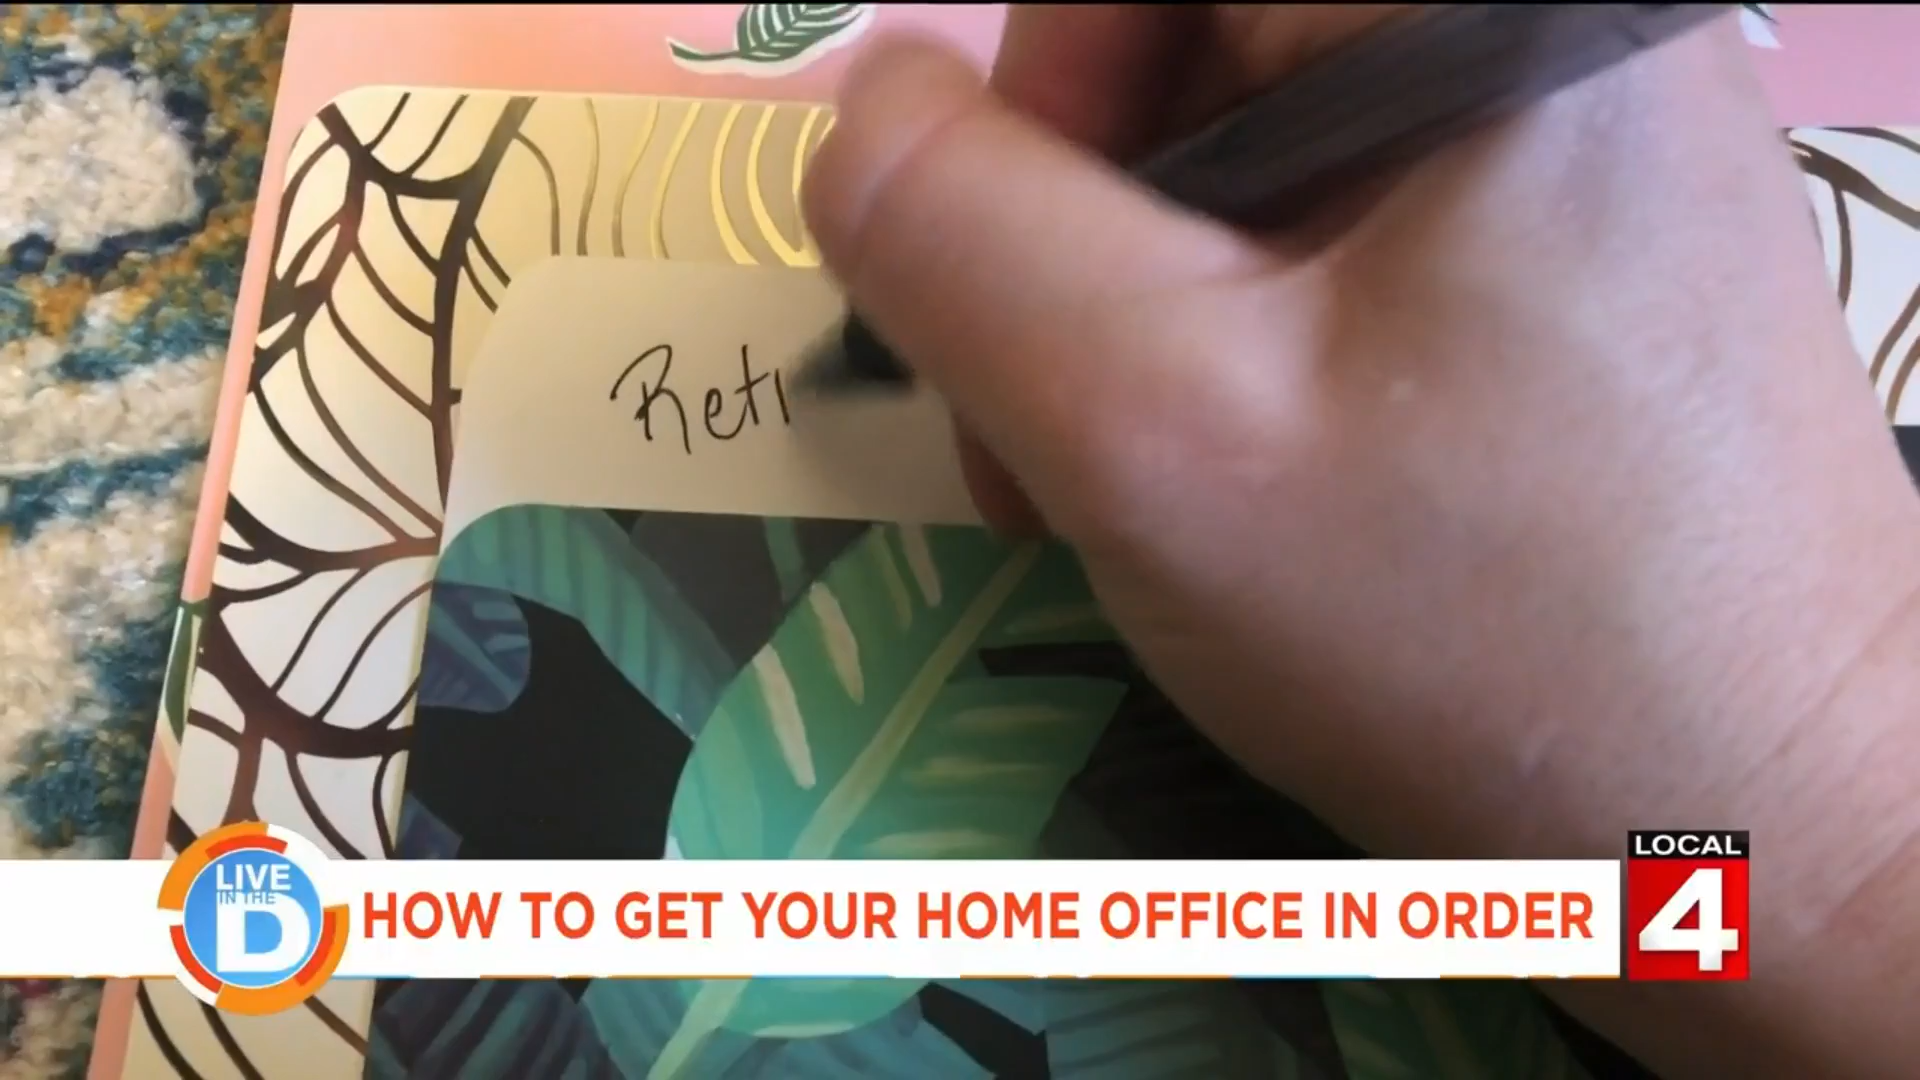 Reti
LIVE
IN THE
D
HOW TO GET YOUR HOME OFFICE IN ORDER
LOCAL
4